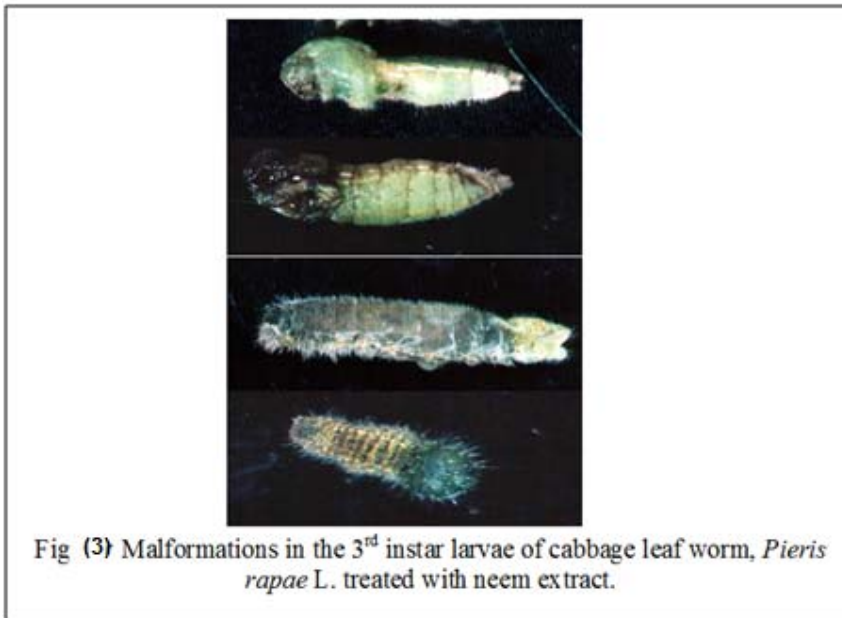 Fig (3) Malformations in the 3rd instar larvae of cabbage leaf worm, Pieris
rapae L. treated with neem extract.